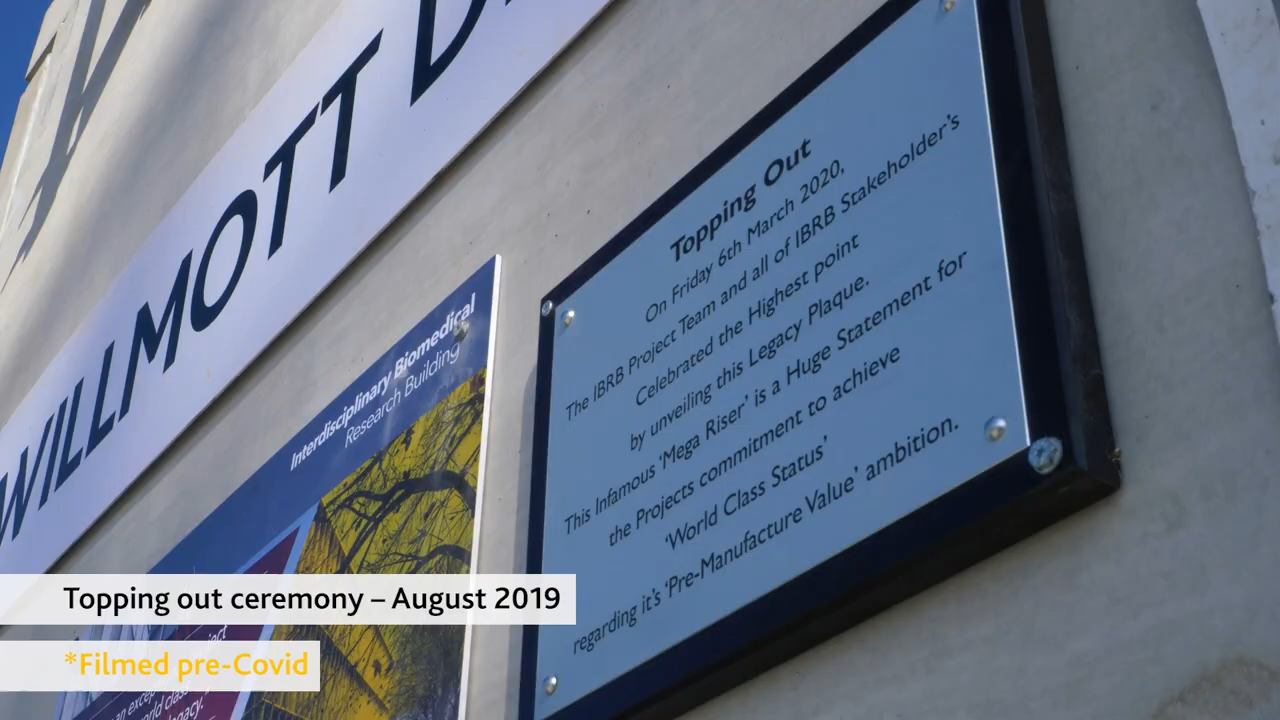 WILLMOTT
Interdisciplinary Biomedical
Research Building
Topping Out
On Friday 6th March 2020,
The IBRB Project Team and all of IBRB Stakeholder's
Celebrated the Highest point
by unveiling this Legacy Plaque.
This Infamous 'Mega Riser' is a Huge Statement for
the Projects commitment to achieve
'World Class Status'
regarding it's 'Pre-Manufacture Value' ambition.
Topping out ceremony – August 2019
*Filmed pre-Covid
world class
legacy.